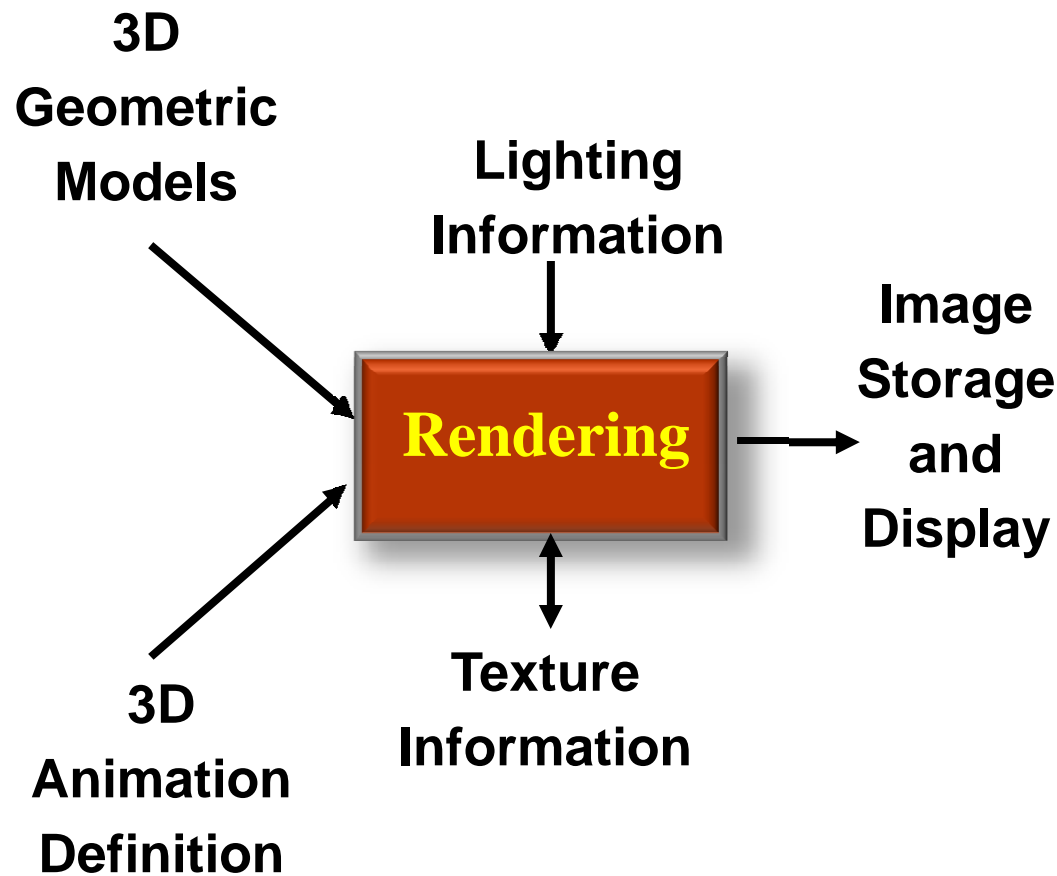 3D
Geometric
Models
Lighting
Information
Image
Storage
and
Display
Rendering
Texture
Information
3D
Animation
Definition